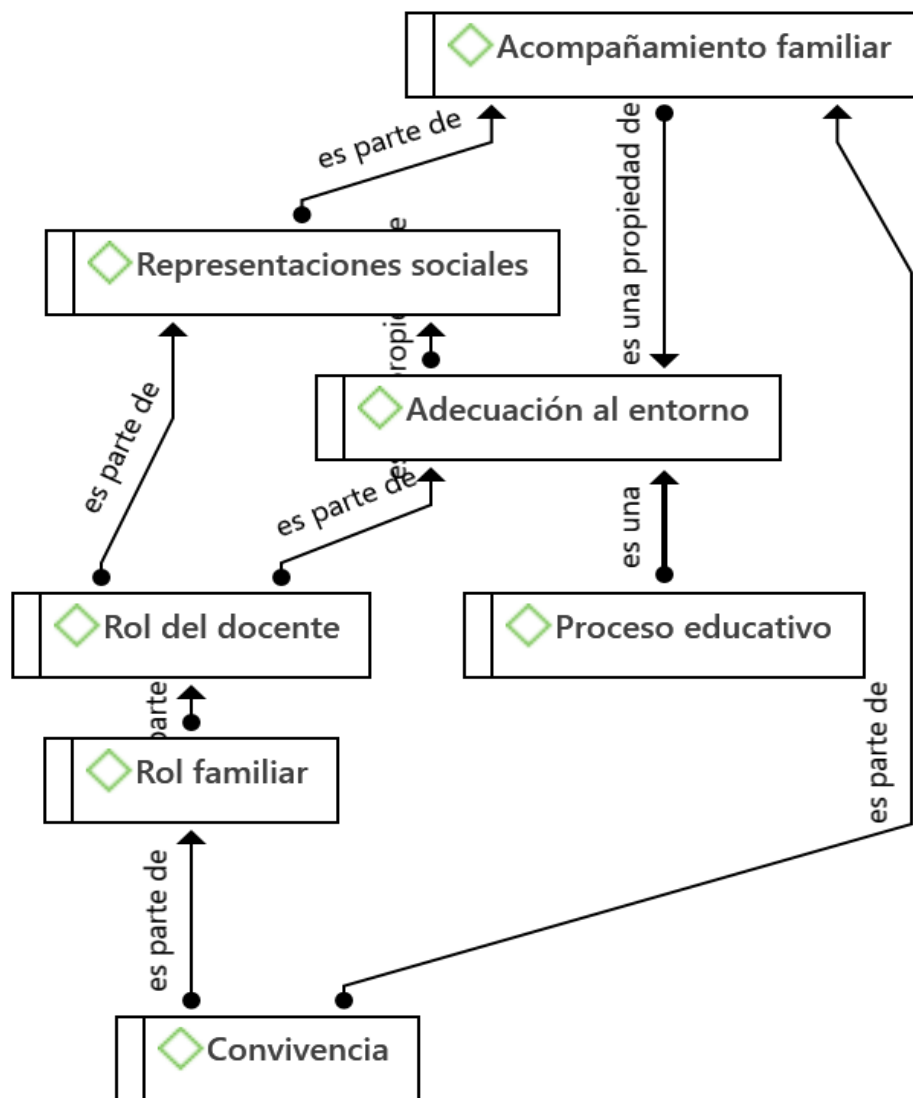 Acompañamiento familiar
es parte de
es una propiedad de
Representaciones sociales
Adecuación al entorno
es parte de
es parte de
es una
Rol del docente
Proceso educativo
parte
es parte de
Rol familiar
es parte de
Convivencia